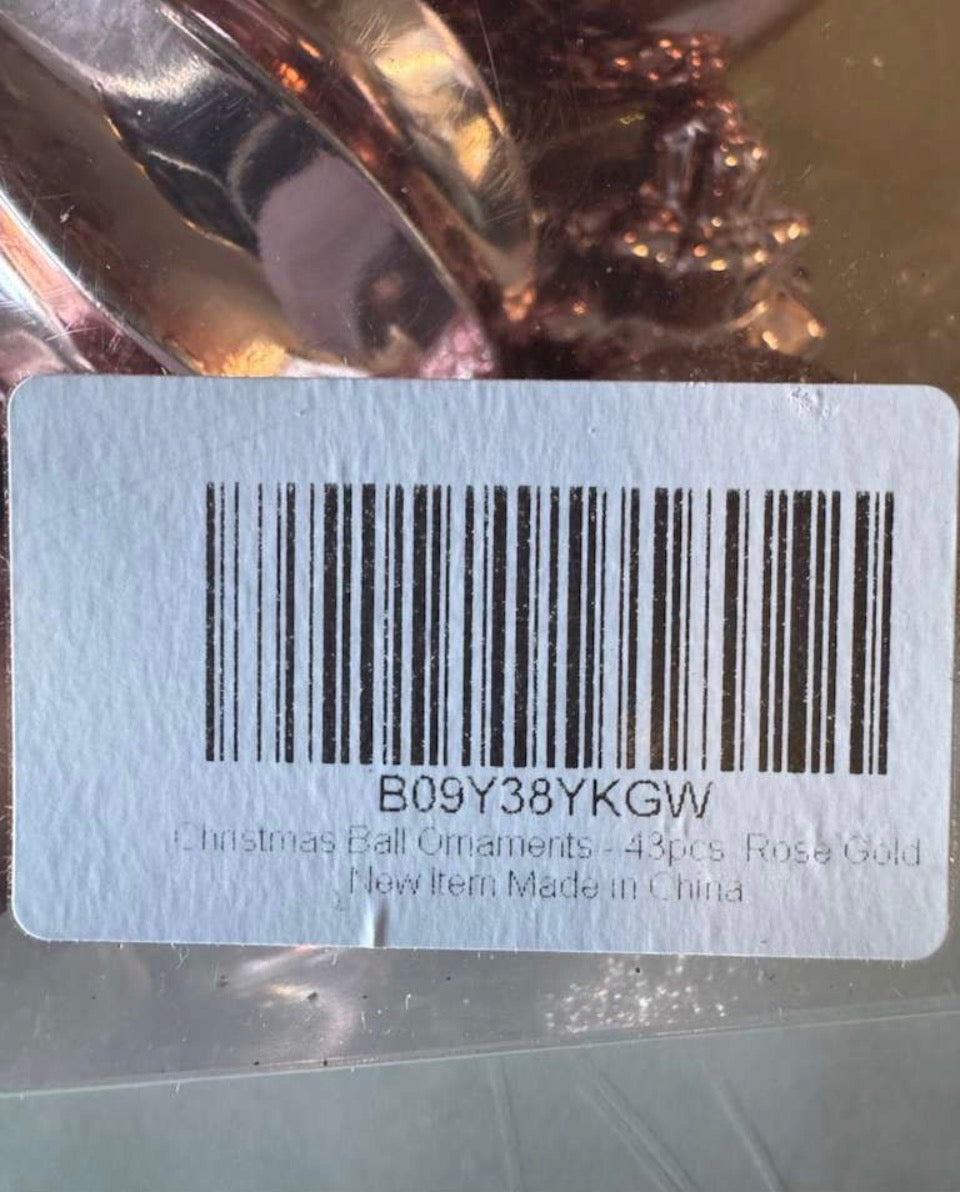 B09Y38YKGW
Christmas Ball Ornaments - 43pcs Rose Gold
New Item Made in China